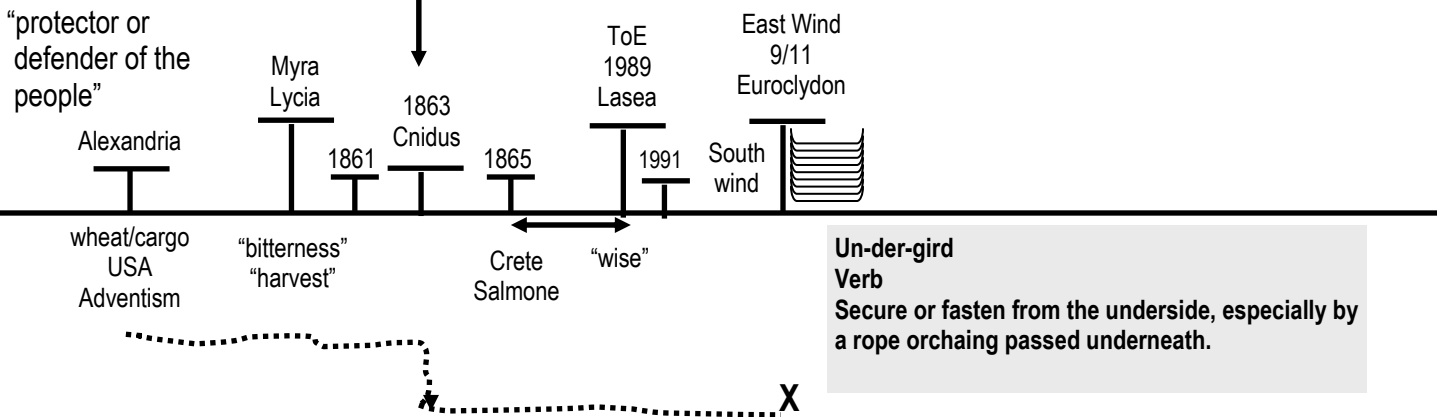 “protector or
defender of the
people”
Alexandria
Myra
Lycia
1861
1863
Cnidus
1865
ToE
1989
Lasea
1991
South
wind
East Wind
9/11
Euroclydon
wheat/cargo
USA
Adventism
“bitterness”
“harvest”
Crete
Salmone
“wise”
Un-der-gird
Verb
Secure or fasten from the underside, especially by
a rope orchaing passed underneath.
X